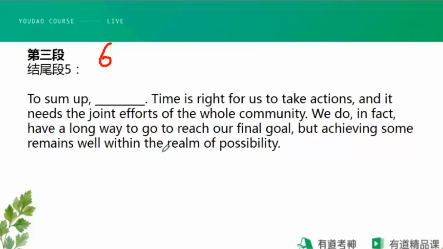 YOUDAO COURSE LIVE
第三段
6
结尾段5：
To sum up, ________. Time is right for us to take actions, and it
needs the joint efforts of the whole community. We do, in fact,
have a long way to go to reach our final goal, but achieving some
remains well within the realm of possibility.
有道考神 有道精品课